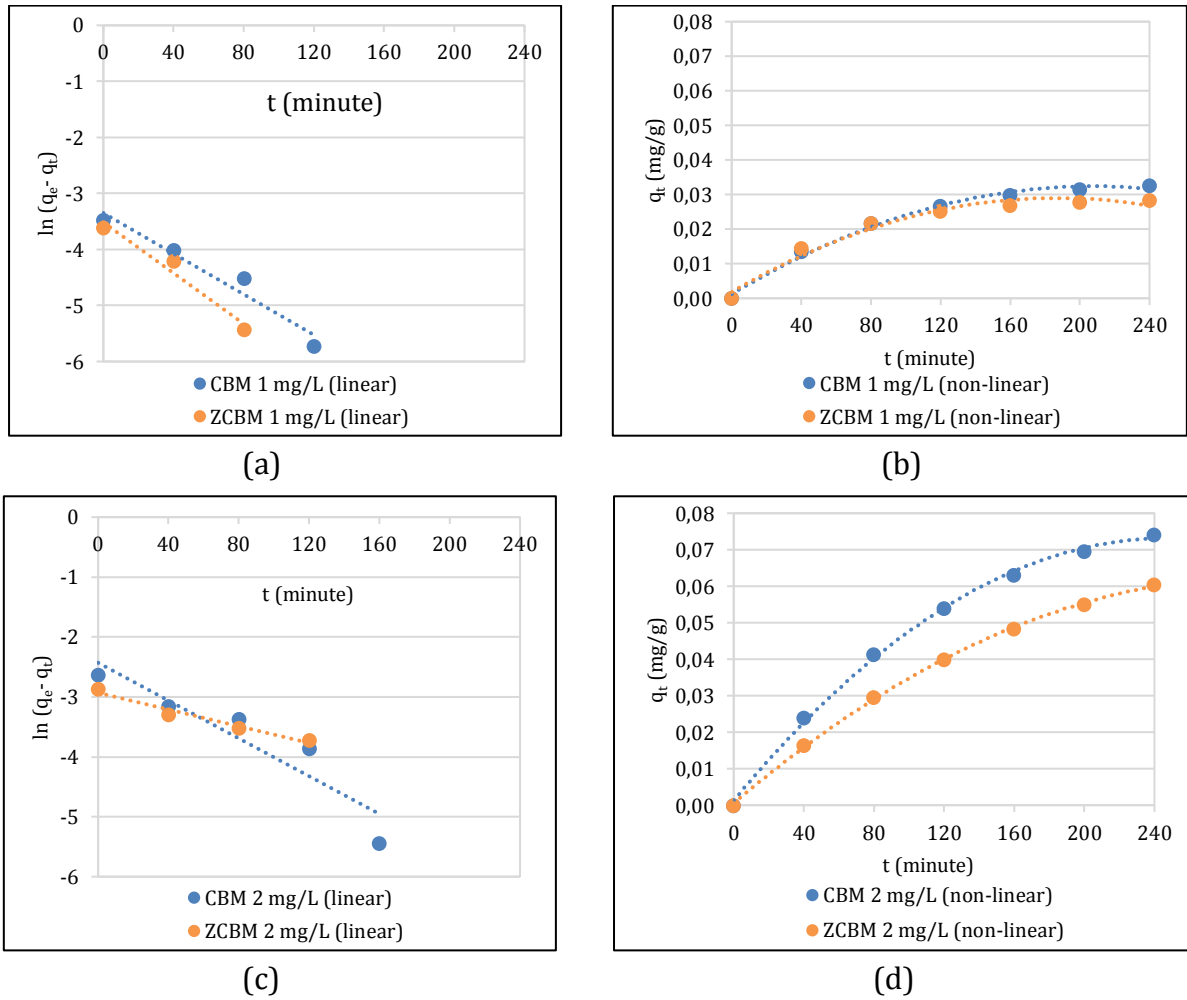 0
0 40 80 120 160 200 240
-1
t (minute)
-2
-3
-4
-5
-6
ln (qe- qt)
CBM 1 mg/L (linear)
ZCBM 1 mg/L (linear)
(a)
0,08
0,07
0,06
0,05
0,04
0,03
0,02
0,01
0,00
qt (mg/g)
0 40 80 120 160 200 240
t (minute)
CBM 1 mg/L (non-linear)
ZCBM 1 mg/L (non-linear)
(b)
0
0 40 80 120 160 200 240
-1
t (minute)
-2
-3
-4
-5
-6
ln (qe- qt)
CBM 2 mg/L (linear)
ZCBM 2 mg/L (linear)
(c)
0,08
0,07
0,06
0,05
0,04
0,03
0,02
0,01
0,00
qt (mg/g)
0 40 80 120 160 200 240
t (minute)
CBM 2 mg/L (non-linear)
ZCBM 2 mg/L (non-linear)
(d)